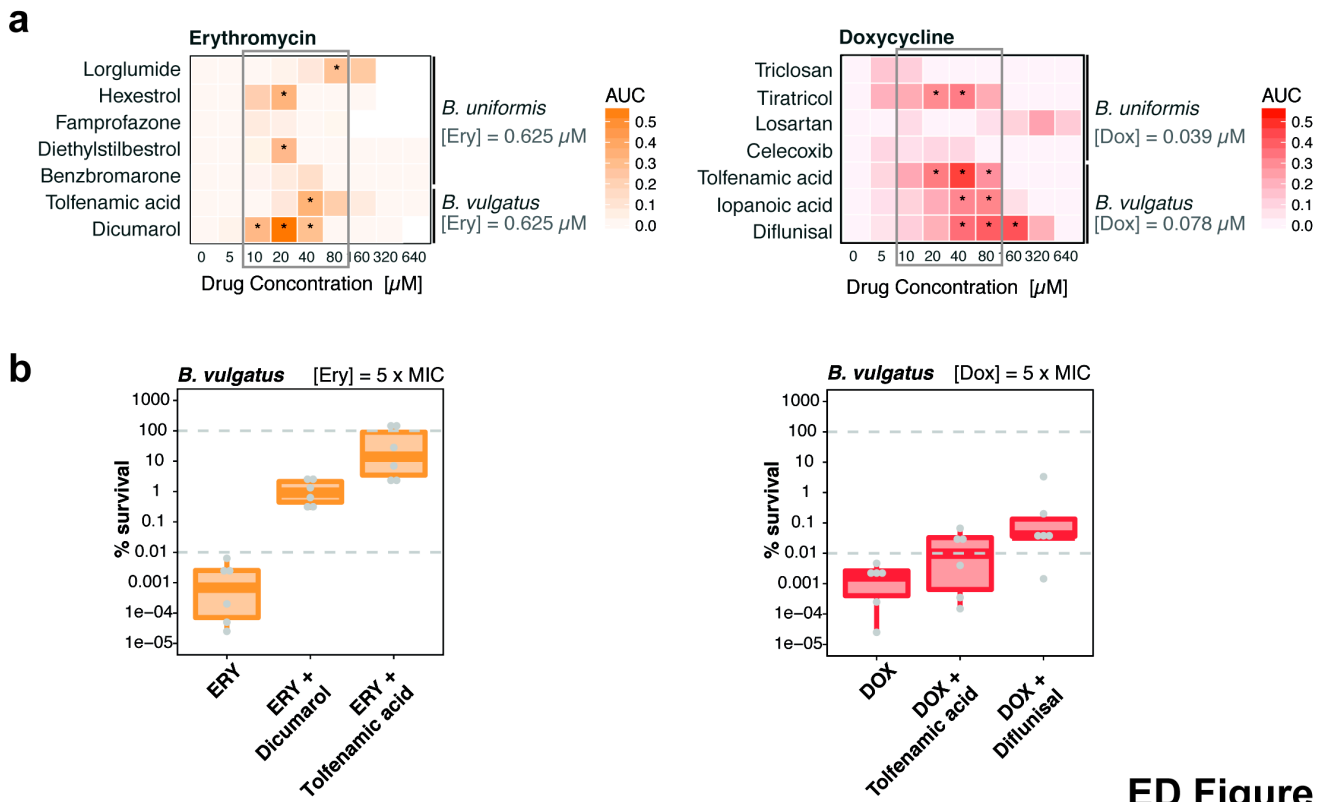 a
Erythromycin
Lorglumide
Hexestrol
Famprofazone
Diethylstilbestrol
Benzbromarone
Tolfenamic acid
Dicumarol
* * * * * * *
0 5 10 20 40 80 160 320 640
Drug Concentration [µM]
B. uniformis
[Ery] = 0.625 µM
B. vulgatus
[Ery] = 0.625 µM
AUC
0.5
0.4
0.3
0.2
0.1
0.0
Doxycycline
Triclosan
Tiratricol
Losartan
Celecoxib
Tolfenamic acid
Iopanoic acid
Diflunisal
* * * * * * * * * *
0 5 10 20 40 80 160 320 640
Drug Concentration [µM]
B. uniformis
[Dox] = 0.039 µM
B. vulgatus
[Dox] = 0.078 µM
AUC
0.5
0.4
0.3
0.2
0.1
0.0
b
B. vulgatus [Ery] = 5 x MIC
% survival
1000
100
10
1
0.1
0.01
0.001
1e−04
1e−05
ERY
ERY +
Dicumarol
ERY +
Tolfenamic acid
B. vulgatus [Dox] = 5 x MIC
% survival
1000
100
10
1
0.1
0.01
0.001
1e−04
1e−05
DOX
DOX +
Tolfenamic acid
DOX +
Diflunisal
ED Figure